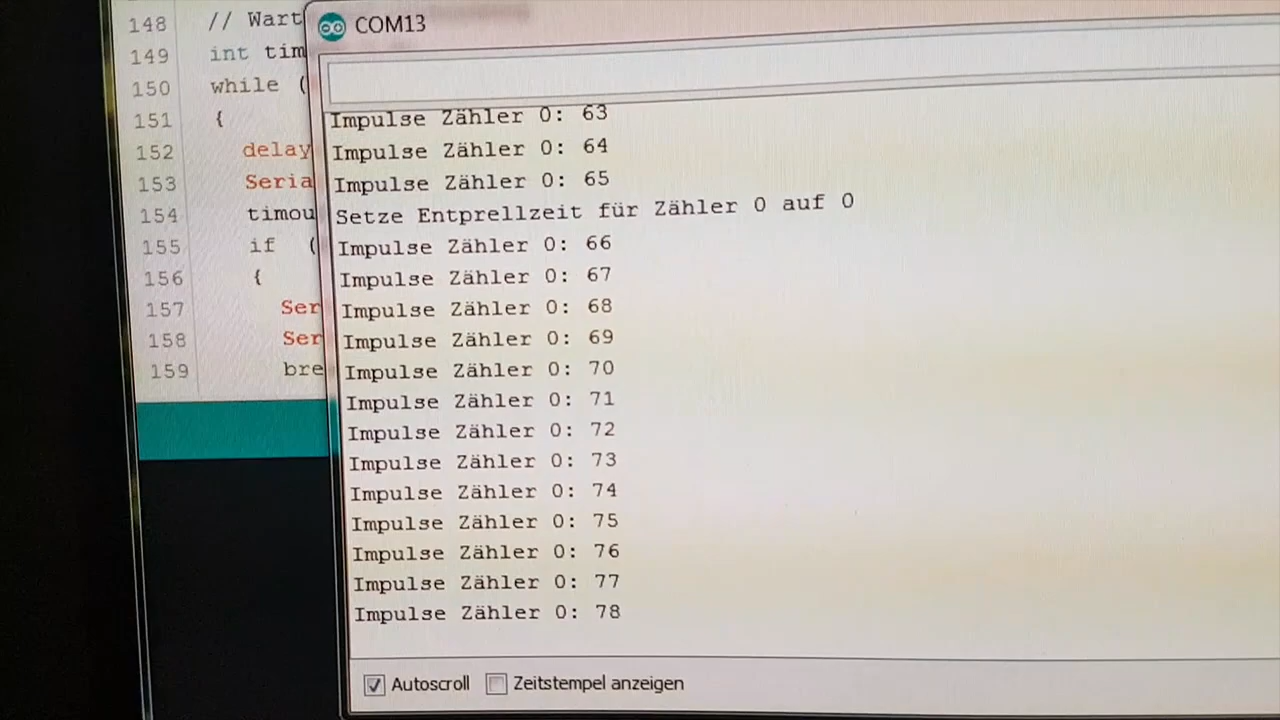 148 // Wart
149 int tim
150 while (
151 {
152 delay
153 Seria
154 timou
155 if (
156 {
157 Ser
158 Ser
159 bre
COM13
Impulse Zähler 0: 63
Impulse Zähler 0: 64
Impulse Zähler 0: 65
Setze Entprellzeit für Zähler 0 auf 0
Impulse Zähler 0: 66
Impulse Zähler 0: 67
Impulse Zähler 0: 68
Impulse Zähler 0: 69
Impulse Zähler 0: 70
Impulse Zähler 0: 71
Impulse Zähler 0: 72
Impulse Zähler 0: 73
Impulse Zähler 0: 74
Impulse Zähler 0: 75
Impulse Zähler 0: 76
Impulse Zähler 0: 77
Impulse Zähler 0: 78
Autoscroll Zeitstempel anzeigen